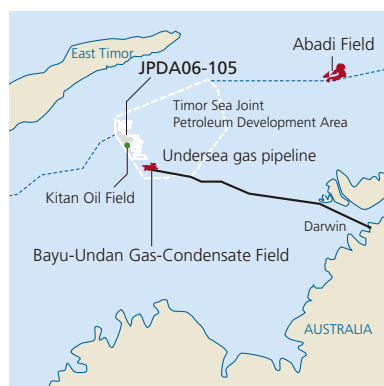 East Timor
Abadi Field
JPDA06-105
Timor Sea Joint
Petroleum Development Area
Undersea gas pipeline
Kitan Oil Field
Darwin
Bayu-Undan Gas-Condensate Field
AUSTRALIA